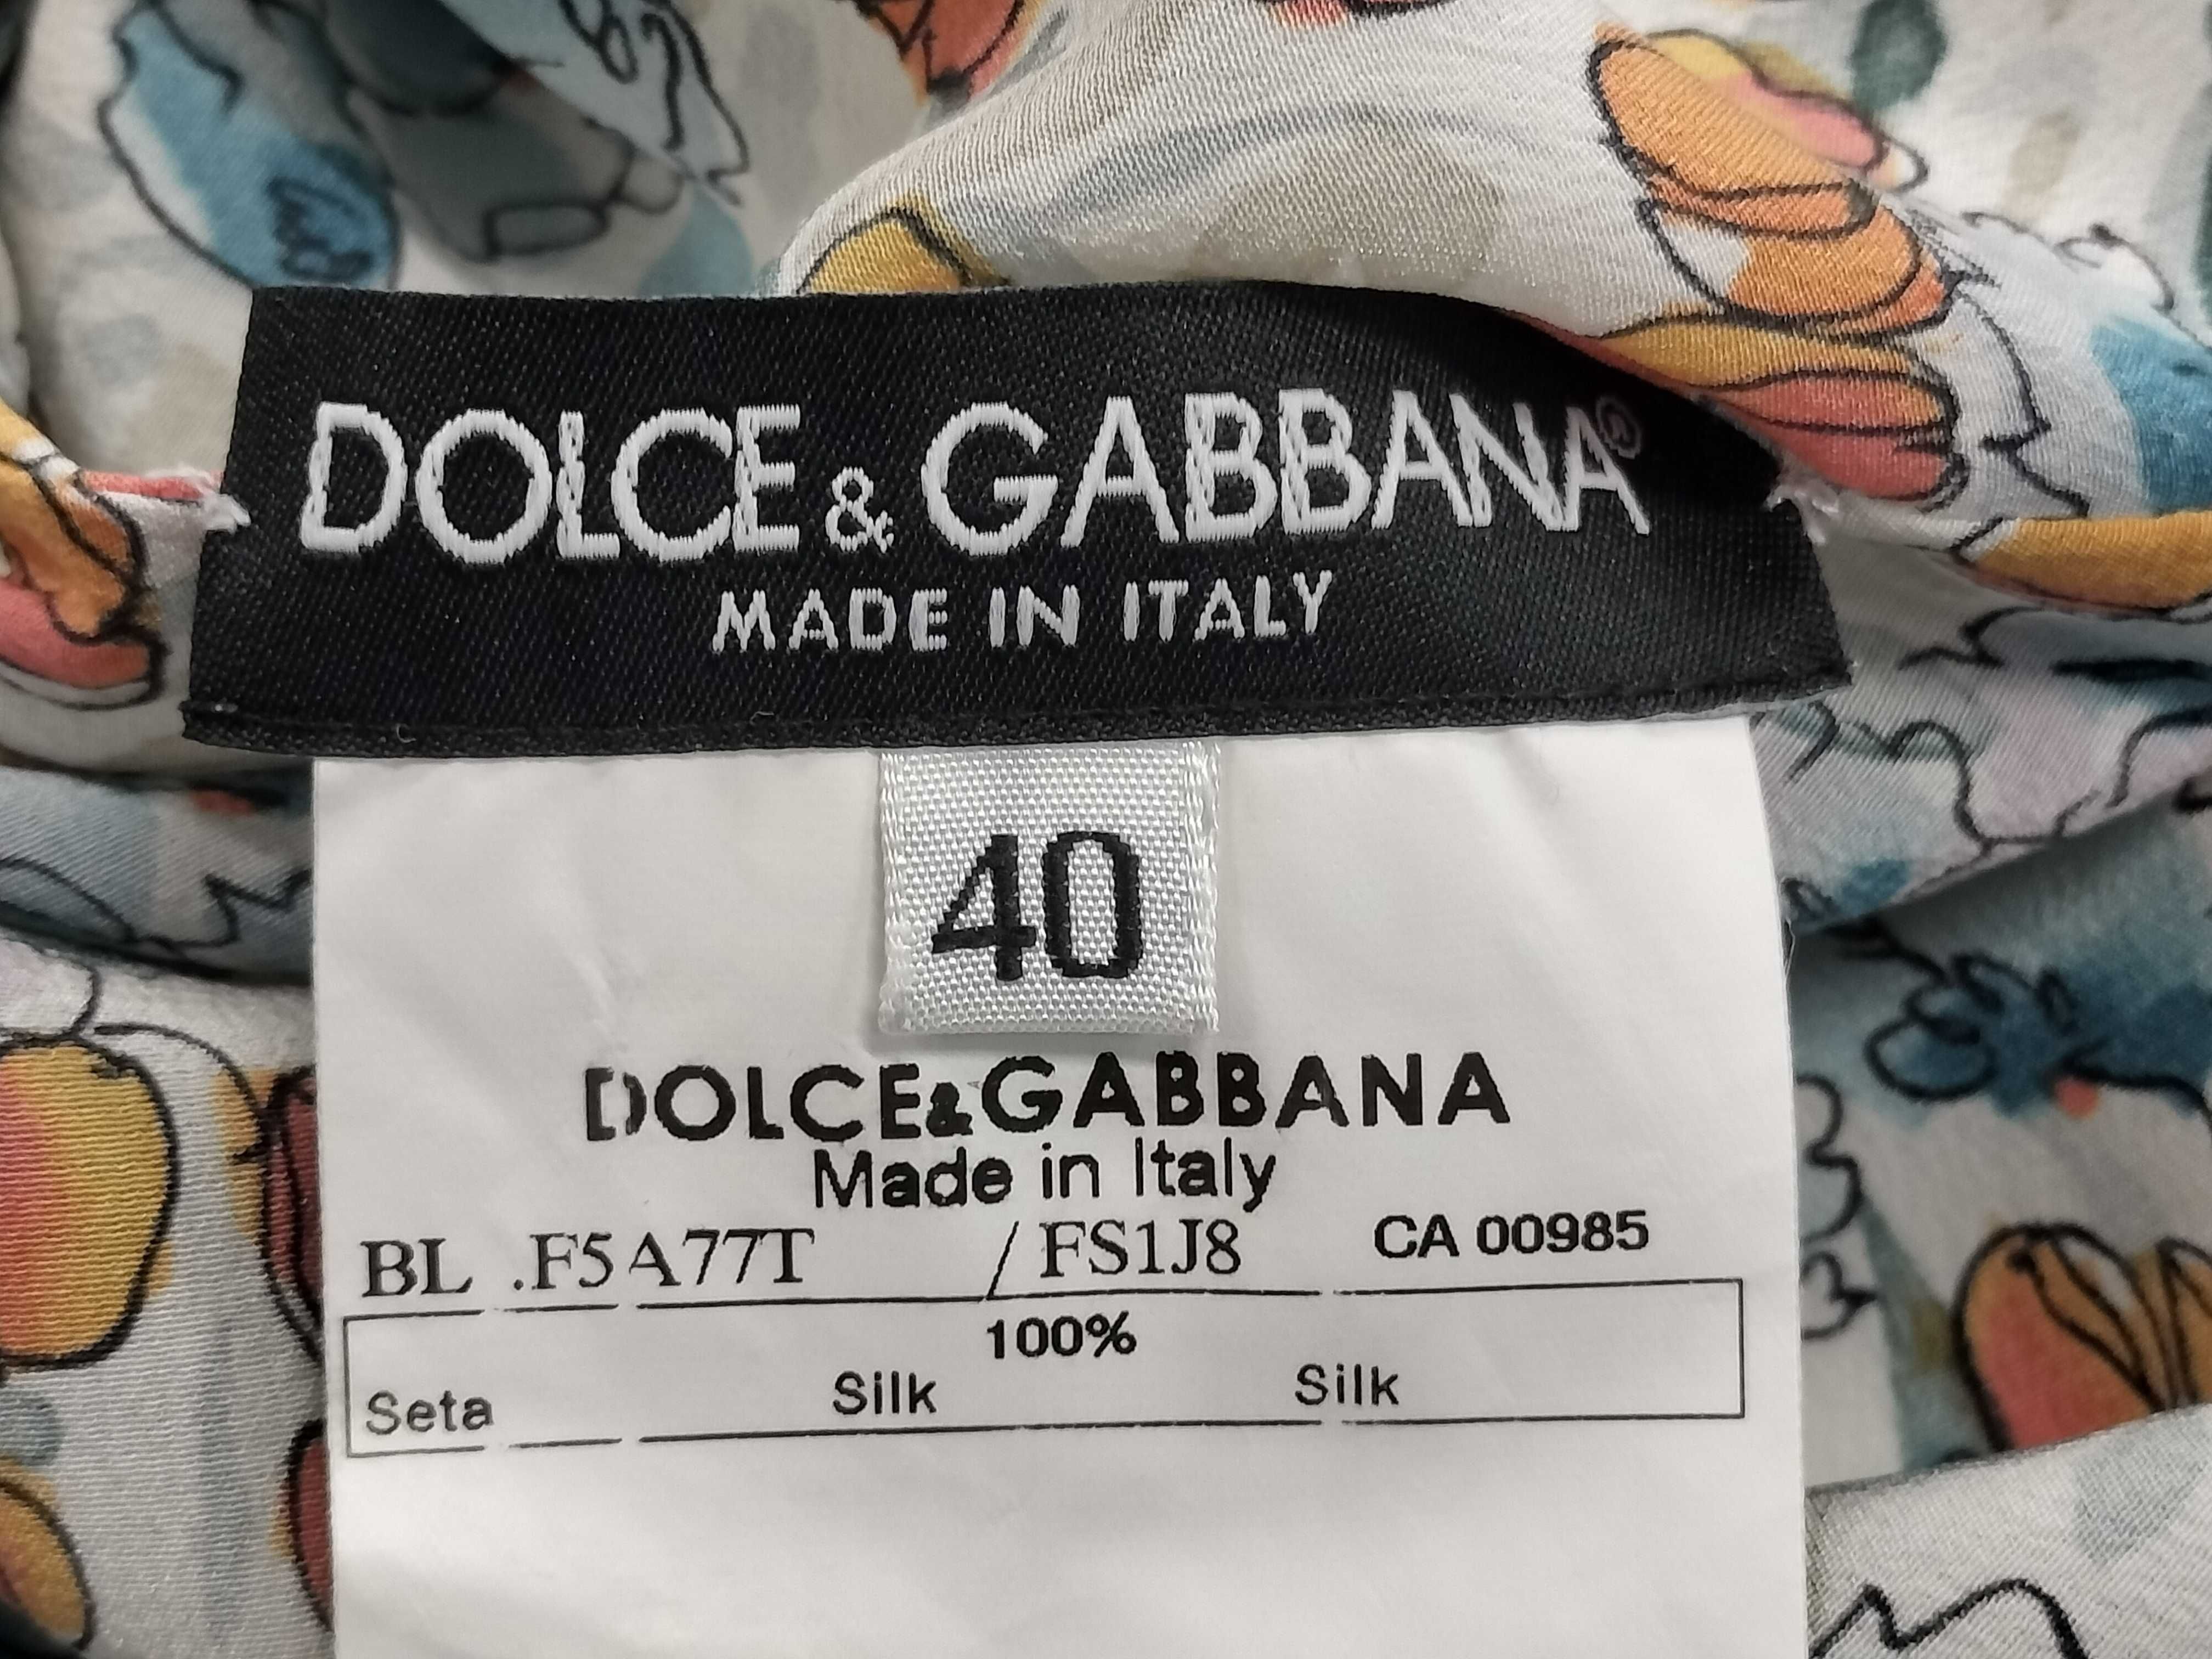 DOLCE & GABBANA®
MADE IN ITALY
40
DOLCE&GABBANA
Made in Italy
BL .F5A77T / FS1J8 CA 00985
100%
Seta Silk Silk